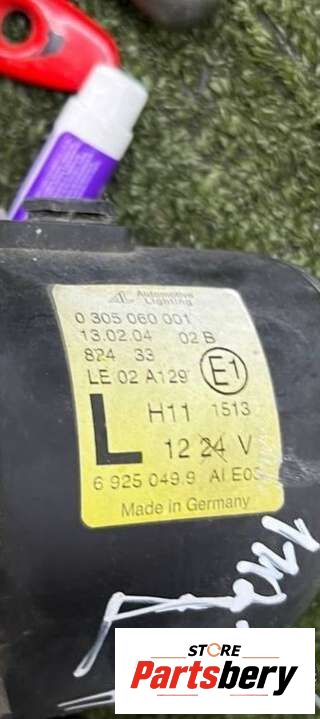 Automotive
Lighting
0 305 060 001
13.02.04 02 B
824 33
LE 02 A129 E1
L H11 1513
12 24 V
6 925 049.9 AI E03
Made in Germany
STORE
Partsbery